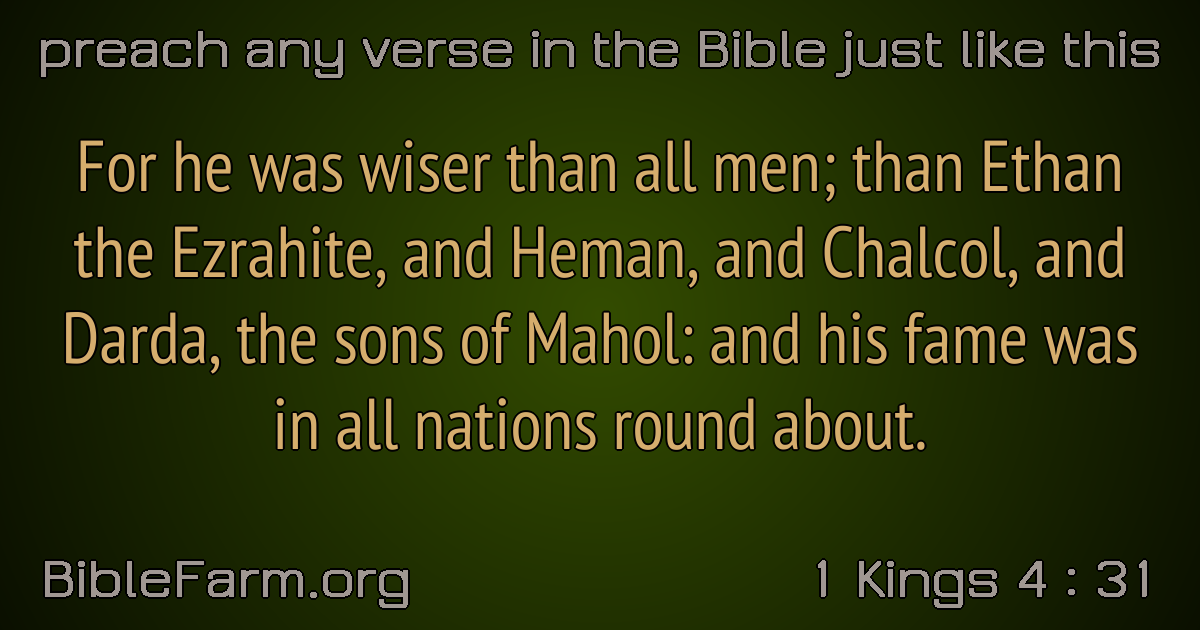 preach any verse in the Bible just like this
For he was wiser than all men; than Ethan
the Ezrahite, and Heman, and Chalcol, and
Darda, the sons of Mahol: and his fame was
in all nations round about.
BibleFarm.org
1 Kings 4 : 31